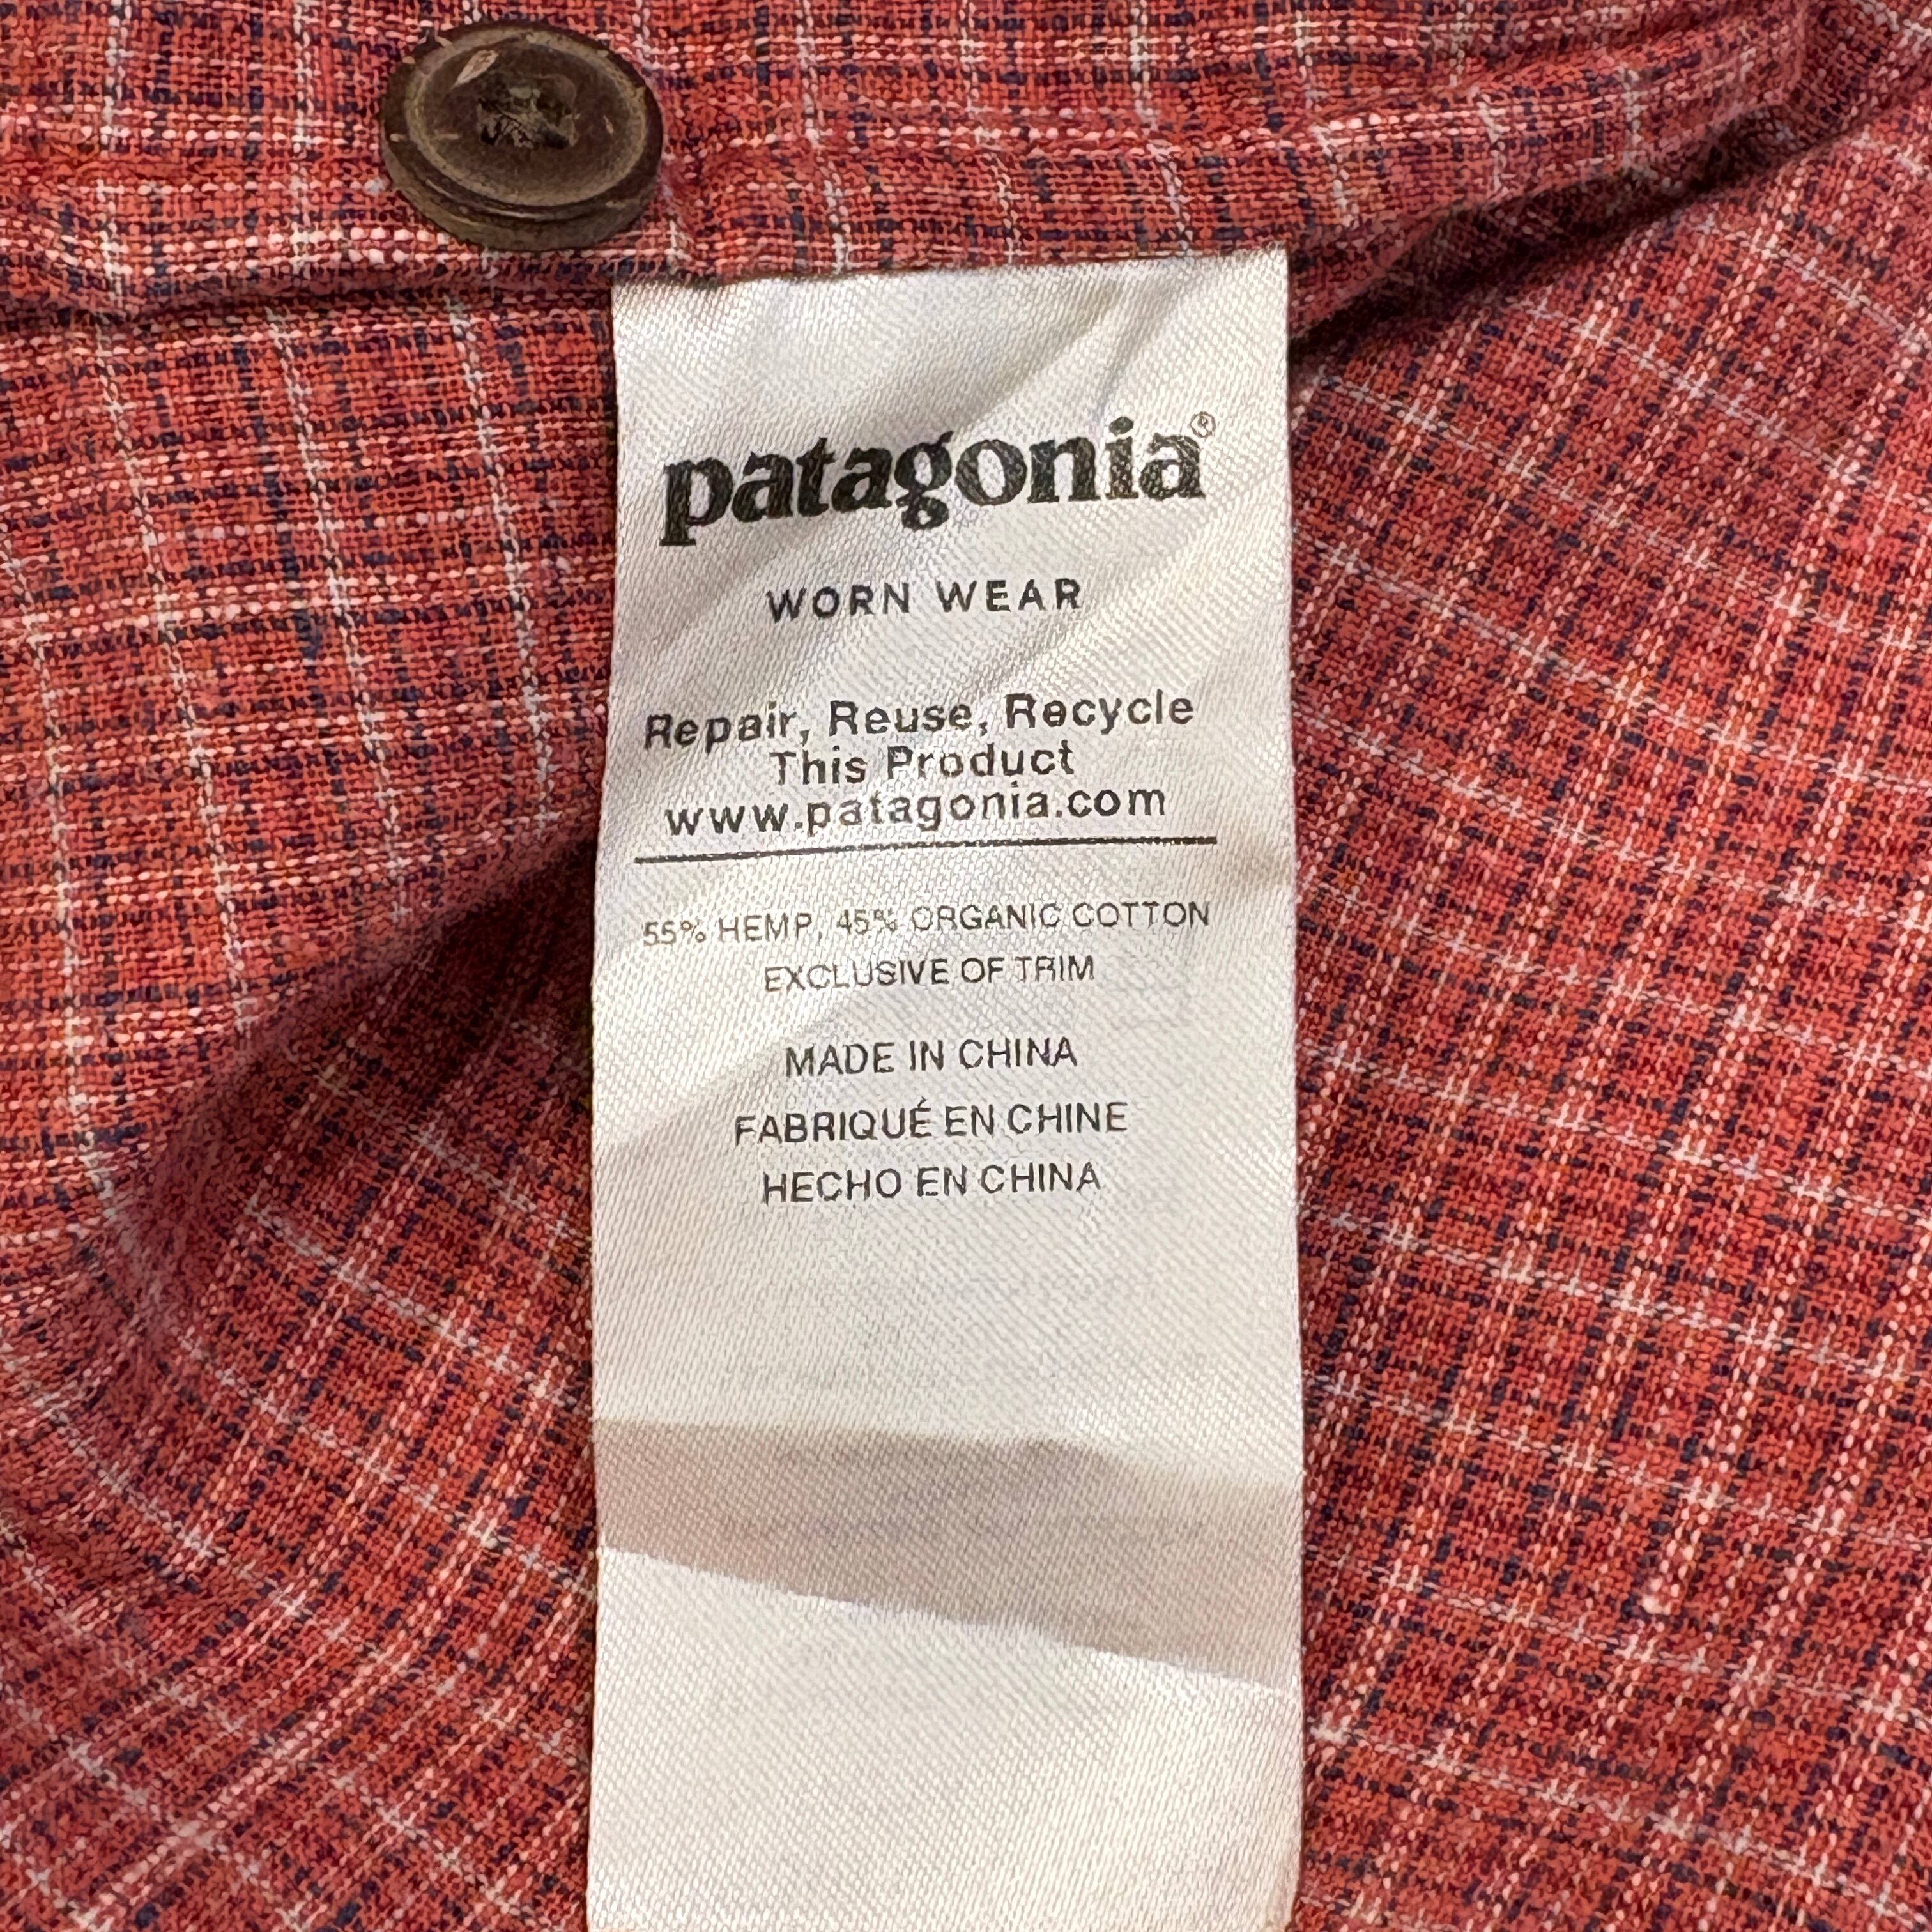 patagonia®
WORN WEAR
Repair, Reuse, Recycle
This Product
www.patagonia.com
55% HEMP, 45% ORGANIC COTTON
EXCLUSIVE OF TRIM
MADE IN CHINA
FABRIQUÉ EN CHINE
HECHO EN CHINA